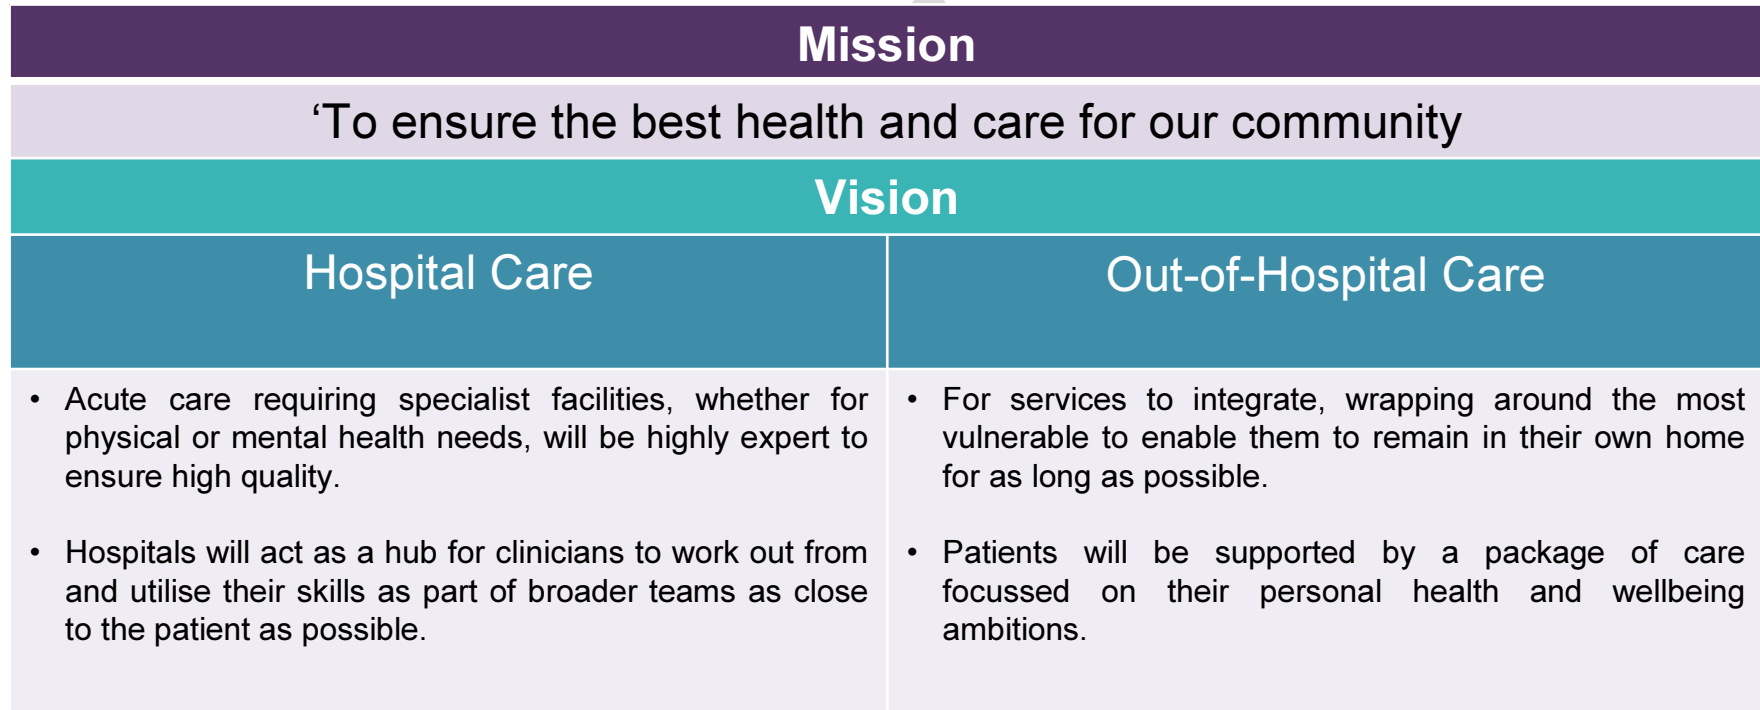 Mission
‘To ensure the best health and care for our community
Vision
Hospital Care
Out-of-Hospital Care
• Acute care requiring specialist facilities, whether for
physical or mental health needs, will be highly expert to
ensure high quality.
• Hospitals will act as a hub for clinicians to work out from
and utilise their skills as part of broader teams as close
to the patient as possible.
• For services to integrate, wrapping around the most
vulnerable to enable them to remain in their own home
for as long as possible.
• Patients will be supported by a package of care
focussed on their personal health and wellbeing
ambitions.